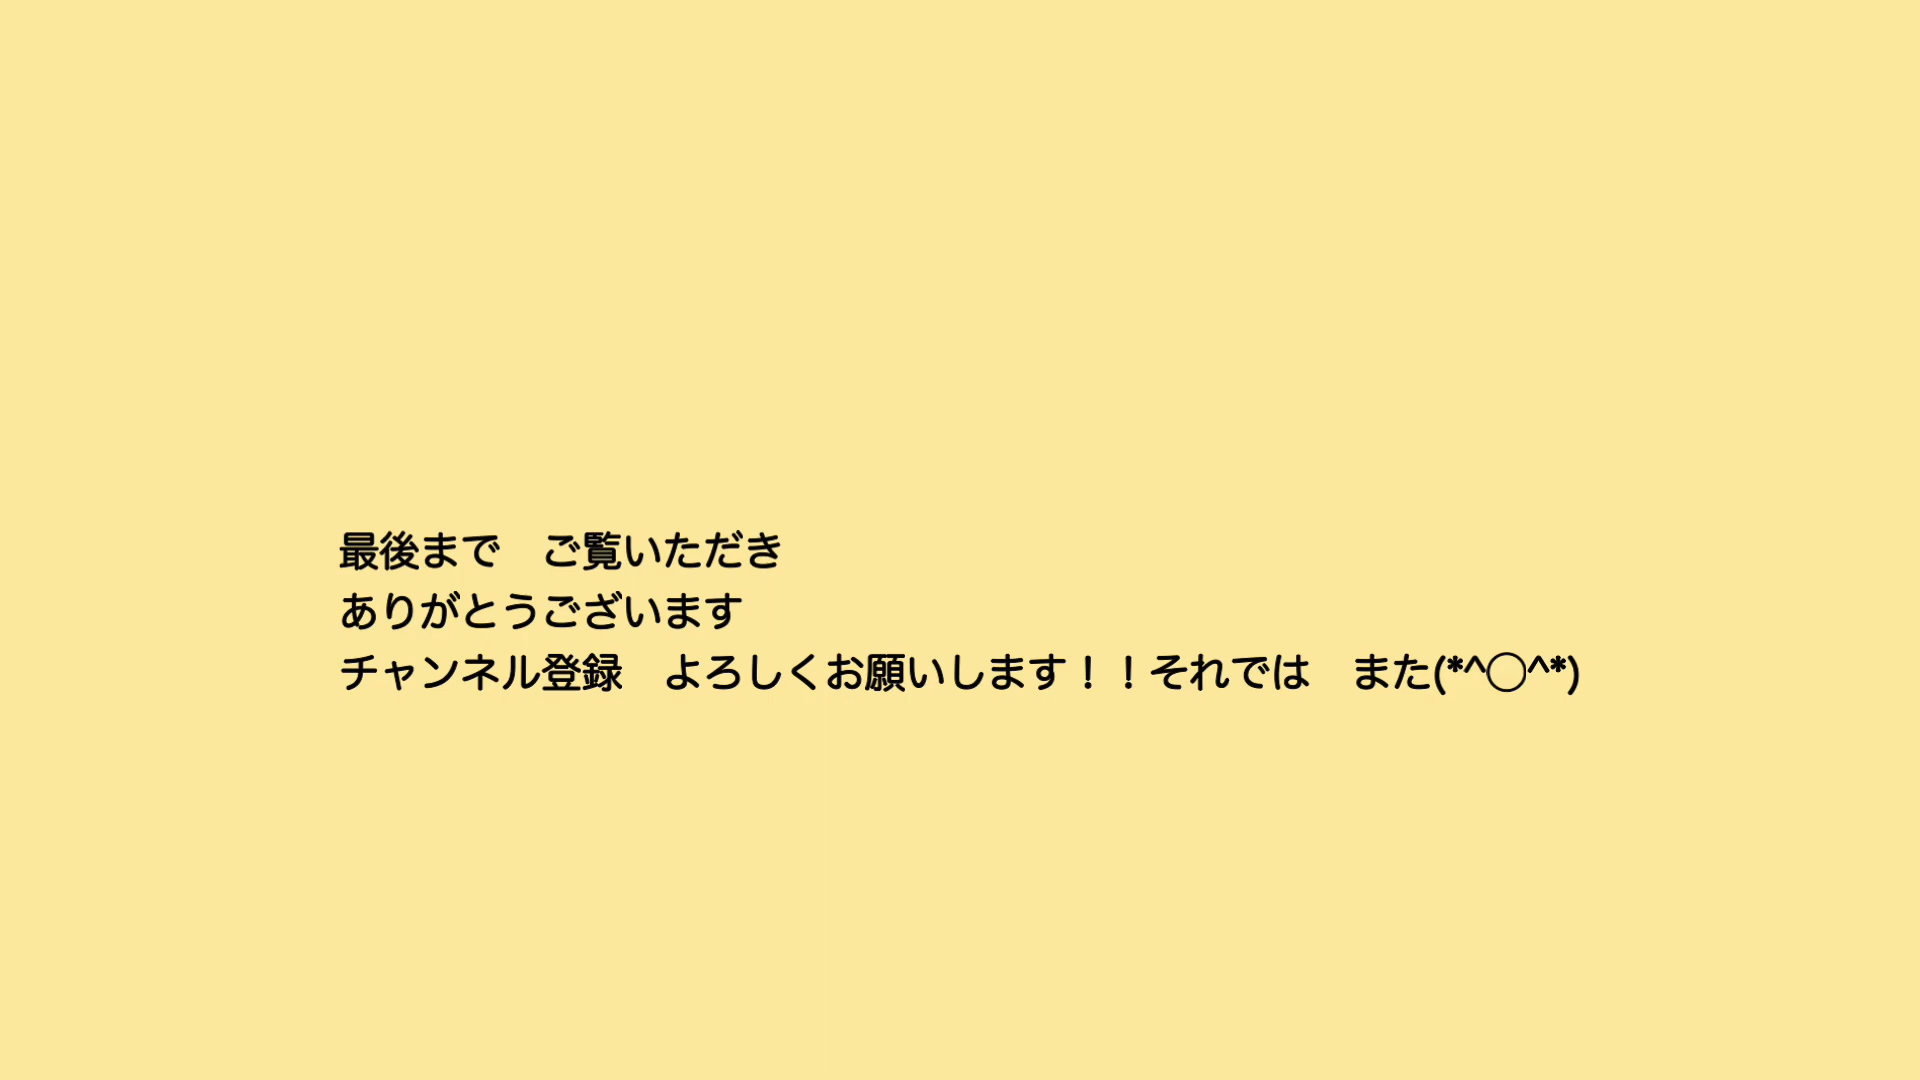 最後まで　ご覧いただき
ありがとうございます
チャンネル登録　よろしくお願いします！！それでは　また(*^◯^*)